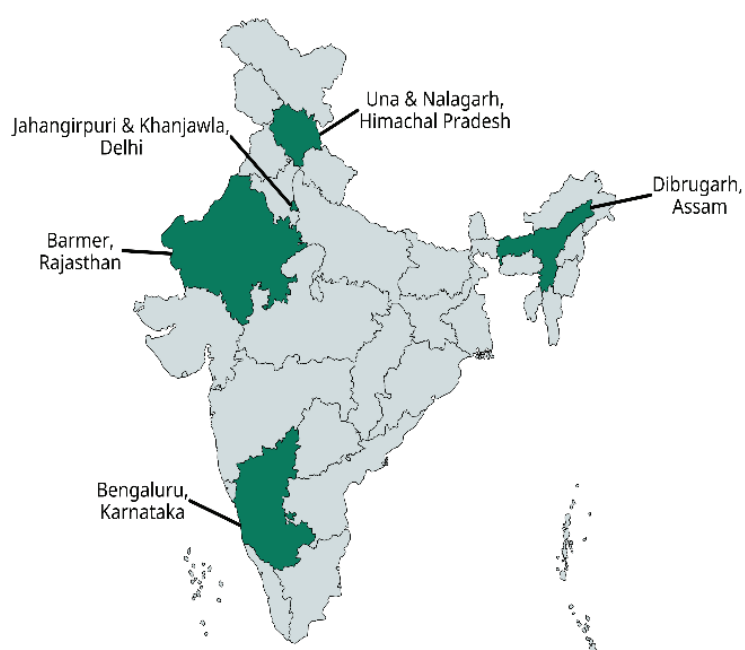 Una & Nalagarh,
Himachal Pradesh
Jahangirpuri & Khanjawla,
Delhi
Dibrugarh,
Assam
Barmer,
Rajasthan
Bengaluru,
Karnataka